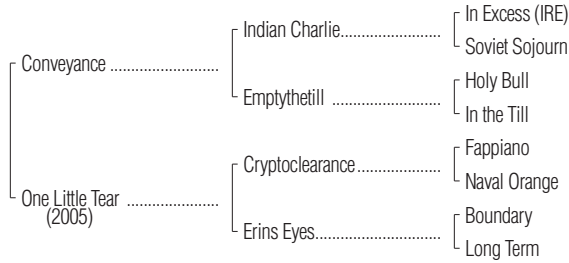 In Excess (IRE)
Indian Charlie....................
Soviet Sojourn
Conveyance ......................
Holy Bull
Emptythetill ......................
In the Till
Fappiano
Cryptoclearance.................
Naval Orange
One Little Tear ...................
(2005)
Boundary
Erins Eyes.........................
Long Term